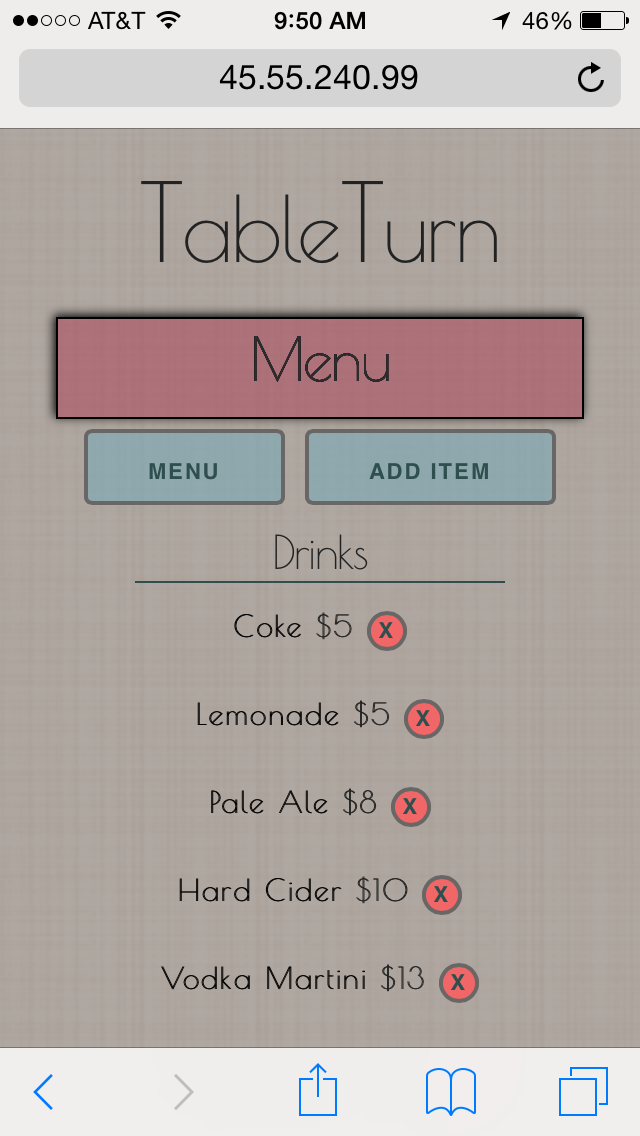 AT&T 9:50 AM 46%
45.55.240.99
TableTurn
Menu
MENU ADD ITEM
Drinks
Coke $5 X
Lemonade $5 X
Pale Ale $8 X
Hard Cider $10 X
Vodka Martini $13 X